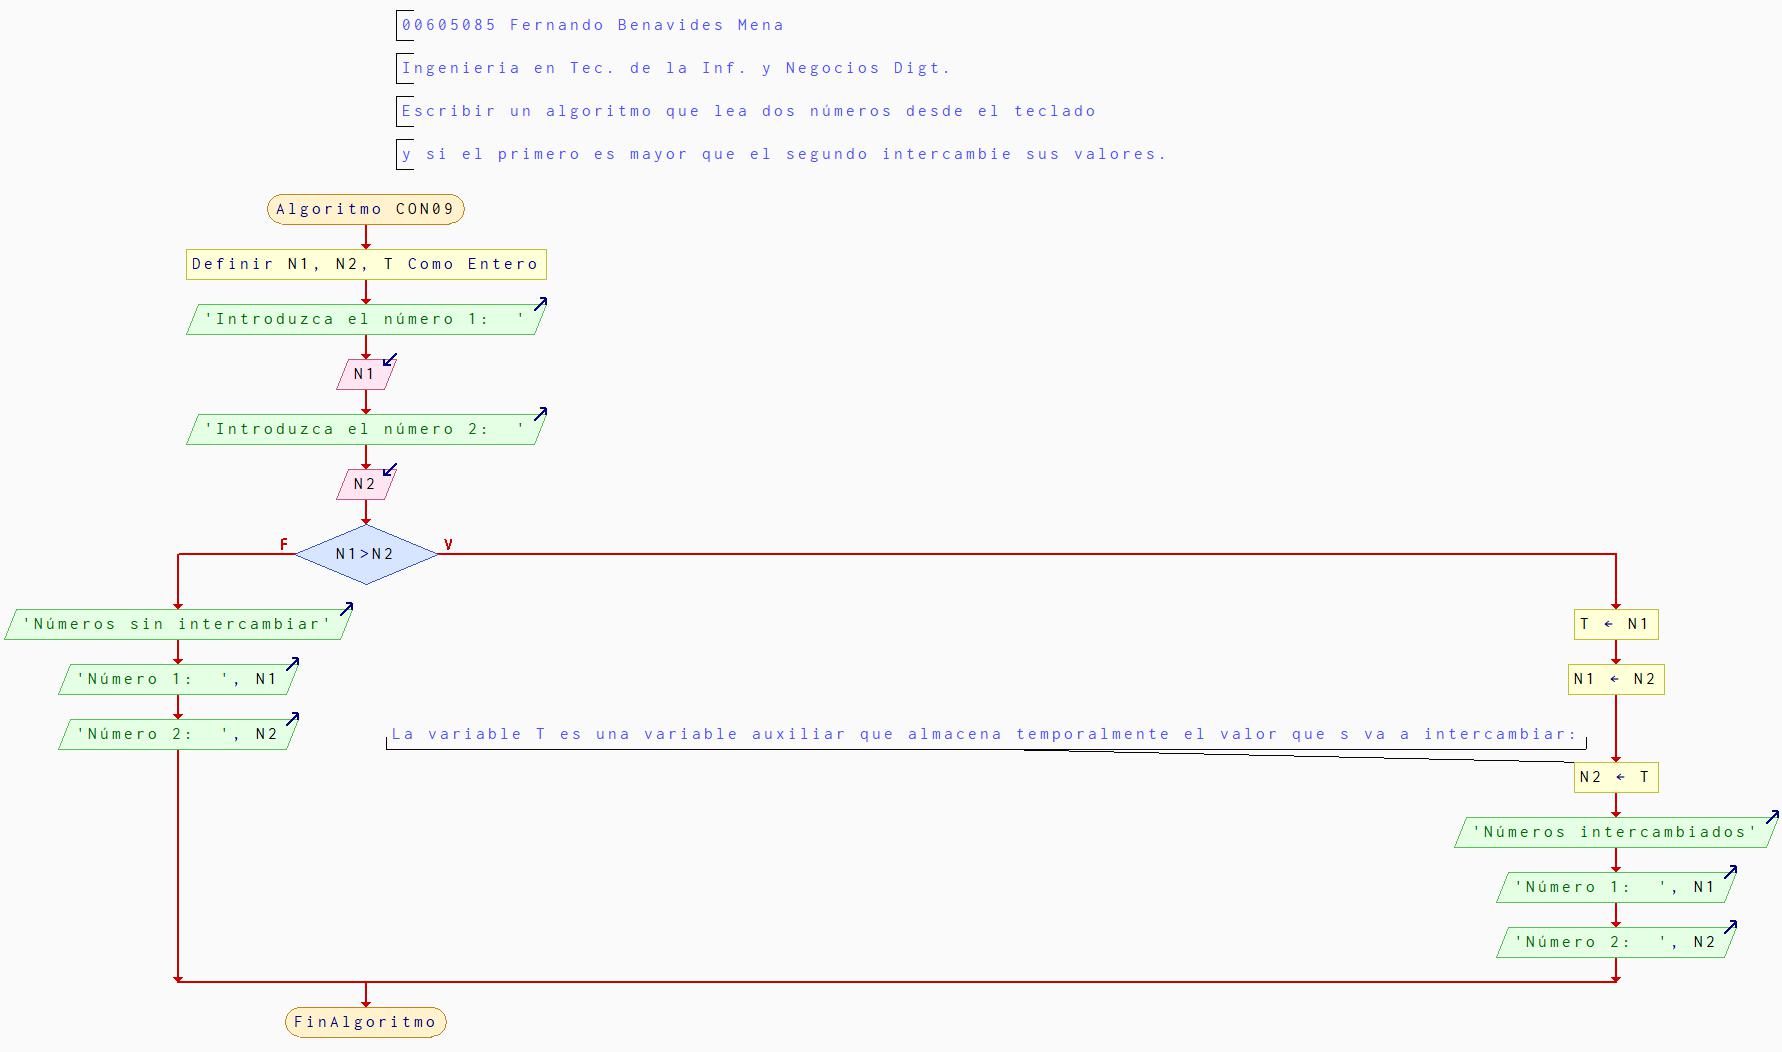 00605085 Fernando Benavides Mena
Ingenieria en Tec. de la Inf. y Negocios Digt.
Escribir un algoritmo que lea dos números desde el teclado
y si el primero es mayor que el segundo intercambie sus valores.
Algoritmo CON09
Definir N1, N2, T Como Entero
'Introduzca el número 1:  '
N1
'Introduzca el número 2:  '
N2
F
N1>N2
V
'Números sin intercambiar'
'Número 1:  ', N1
'Número 2:  ', N2
T ← N1
N1 ← N2
La variable T es una variable auxiliar que almacena temporalmente el valor que s va a intercambiar:
N2 ← T
'Números intercambiados'
'Número 1:  ', N1
'Número 2:  ', N2
FinAlgoritmo